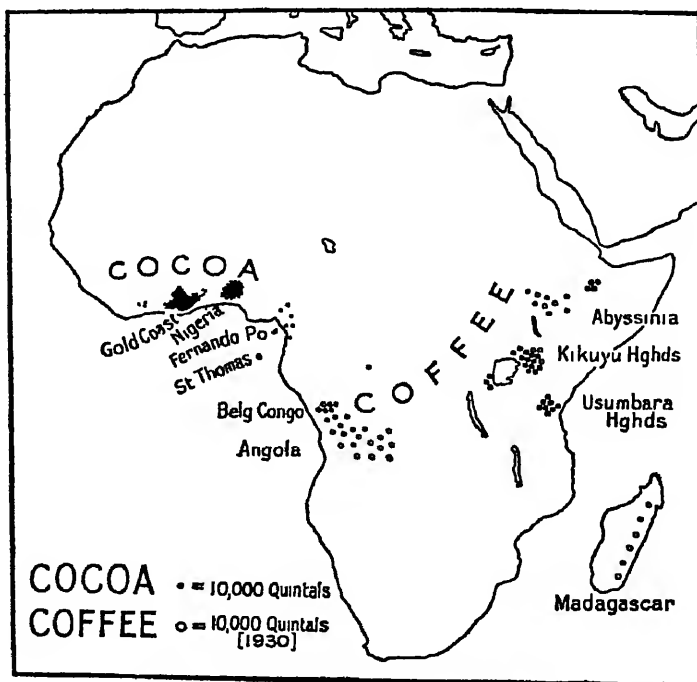 COCOA
Gold Coast
Nigeria
Fernando Po
St Thomas
COFFEE
Abyssinia
Kikuyú Hghds
Usumbara
Hghds
Belg Congo
Angola
Madagascar
COCOA • = 10,000 Quintals
COFFEE o = 10,000 Quintals
[1930]